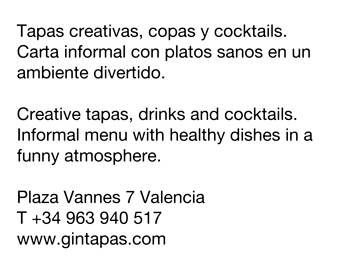 Tapas creativas, copas y cocktails.
Carta informal con platos sanos en un
ambiente divertido.

Creative tapas, drinks and cocktails.
Informal menu with healthy dishes in a
funny atmosphere.

Plaza Vannes 7 Valencia
T +34 963 940 517
www.gintapas.com